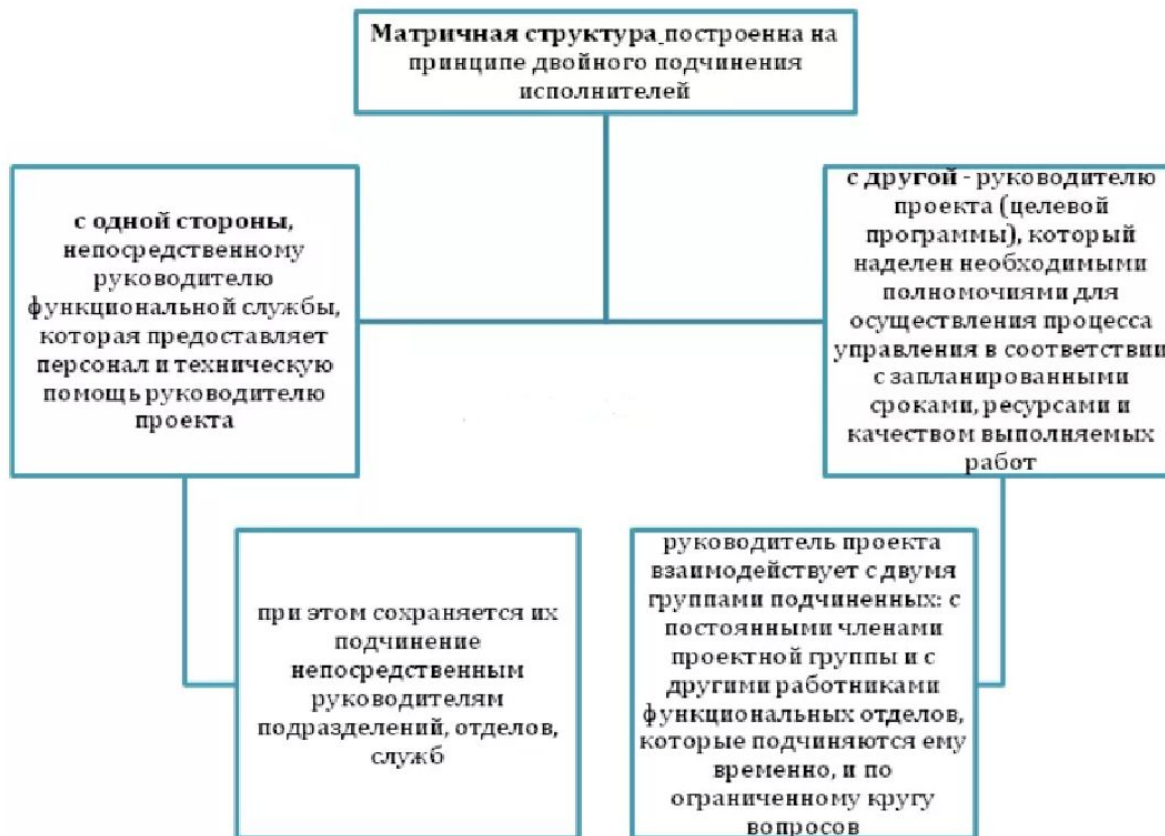 Матричная структура построенна на
принципе двойного подчинения
исполнителей
с одной стороны,
непосредственному
руководителю
функциональной службы,
которая предоставляет
персонал и техническую
помощь руководителю
проекта
с другой - руководителю
проекта (целевой
программы), который
наделен необходимыми
полномочиями для
осуществления процесса
управления в соответствии
с запланированными
сроками, ресурсами и
качеством выполняемых
работ
при этом сохраняется их
подчинение
непосредственным
руководителям
подразделений, отделов,
служб
руководитель проекта
взаимодействует с двумя
группами подчиненных: с
постоянными членами
проектной группы и с
другими работниками
функциональных отделов,
которые подчиняются ему
временно, и по
ограниченному кругу
вопросов